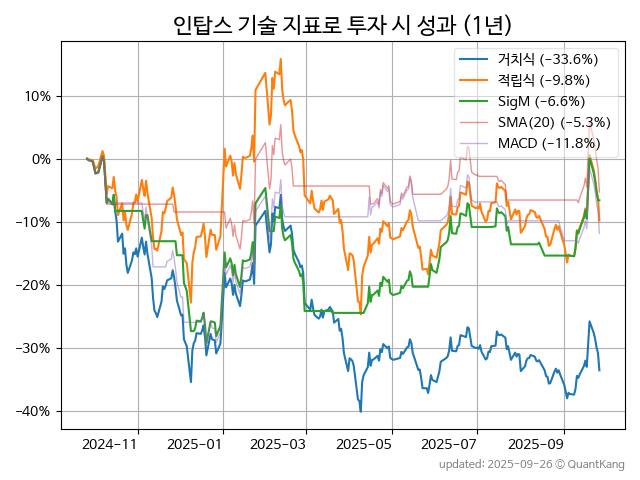 인탑스 기술 지표로 투자 시 성과 (1년)
거치식 (−33.6%)
적립식 (−9.8%)
SigM (−6.6%)
SMA(20) (−5.3%)
MACD (−11.8%)
10%
0%
−10%
−20%
−30%
−40%
2024-11 2025-01 2025-03 2025-05 2025-07 2025-09
updated: 2025-09-26 © QuantKang